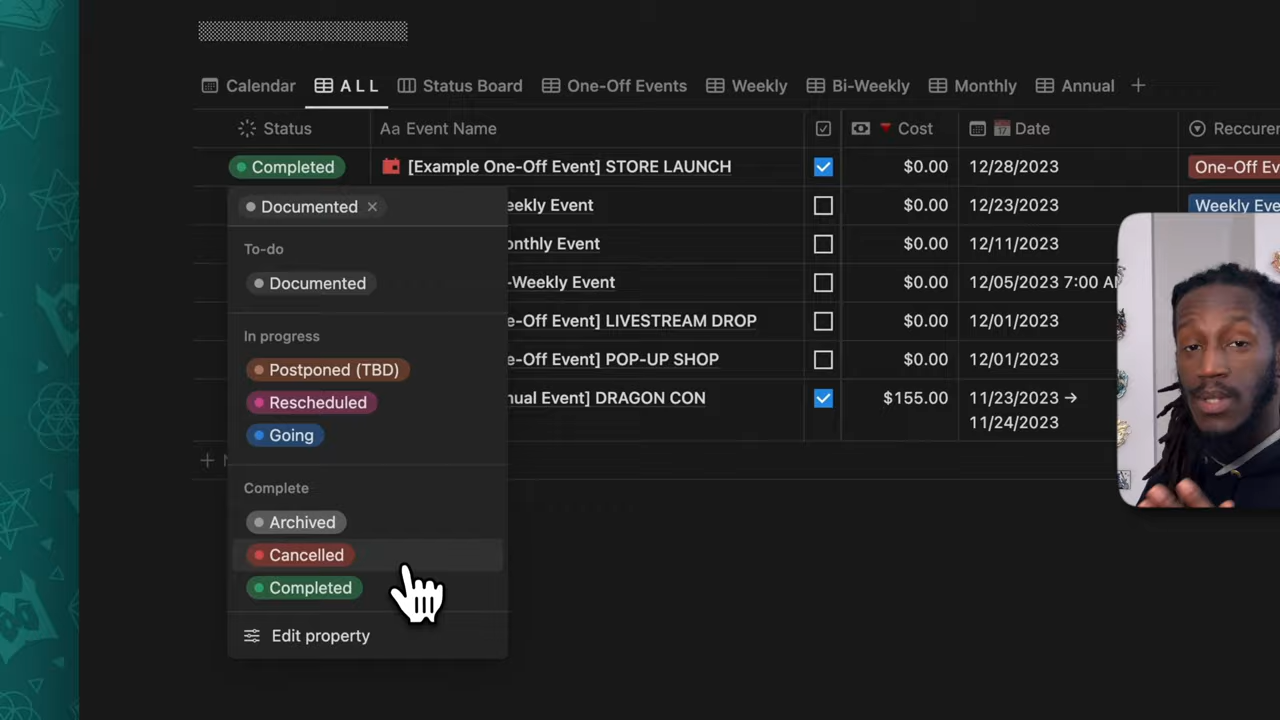 Calendar A L L Status Board One-Off Events Weekly Bi-Weekly Monthly Annual
Status Aa Event Name Cost Date Reccuren
Completed [Example One-Off Event] STORE LAUNCH $0.00 12/28/2023 One-Off Ev
Documented × eekly Event $0.00 12/23/2023 Weekly Eve
To-do onthly Event $0.00 12/11/2023
Documented -Weekly Event $0.00 12/05/2023 7:00 AM
e-Off Event] LIVESTREAM DROP $0.00 12/01/2023
In progress
Postponed (TBD) e-Off Event] POP-UP SHOP $0.00 12/01/2023
Rescheduled nual Event] DRAGON CON $155.00 11/23/2023 →
11/24/2023
Going
Complete
Archived
Cancelled
Completed
Edit property